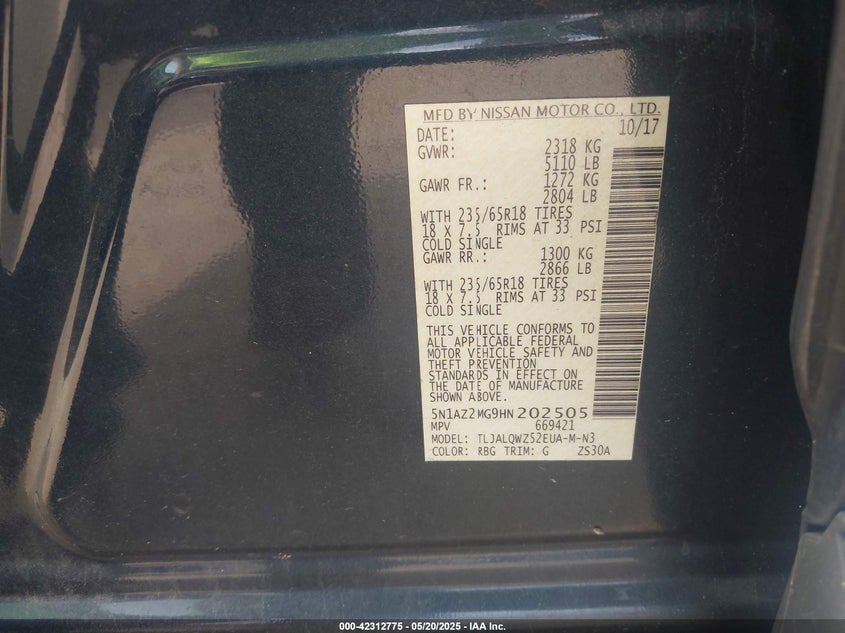 MFD BY NISSAN MOTOR CO., LTD.
DATE: 10/17
GVWR: 2318 KG
5110 LB
GAWR FR.: 1272 KG
2804 LB
WITH 235/65R18 TIRES
18 X 7.5 RIMS AT 33 PSI
COLD SINGLE
GAWR RR.: 1300 KG
2866 LB
WITH 235/65R18 TIRES
18 X 7.5 RIMS AT 33 PSI
COLD SINGLE
THIS VEHICLE CONFORMS TO
ALL APPLICABLE FEDERAL
MOTOR VEHICLE SAFETY AND
THEFT PREVENTION
STANDARDS IN EFFECT ON
THE DATE OF MANUFACTURE
SHOWN ABOVE.
5N1AZ2MG9HN202505
MPV 669421
MODEL: TLJALQWZ52EUA-M-N3
COLOR: RBG TRIM: G ZS30A
000-42312775 — 05/20/2025 — IAA Inc.